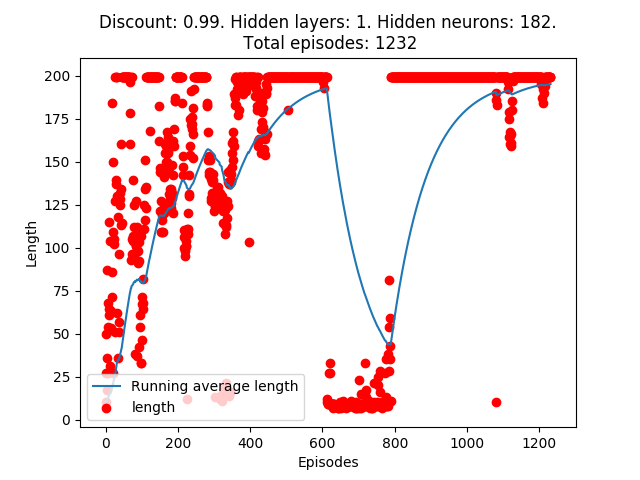 Discount: 0.99. Hidden layers: 1. Hidden neurons: 182.
Total episodes: 1232
200
175
150
125
100
75
50
25
0
Length
Running average length
length
0 200 400 600 800 1000 1200
Episodes